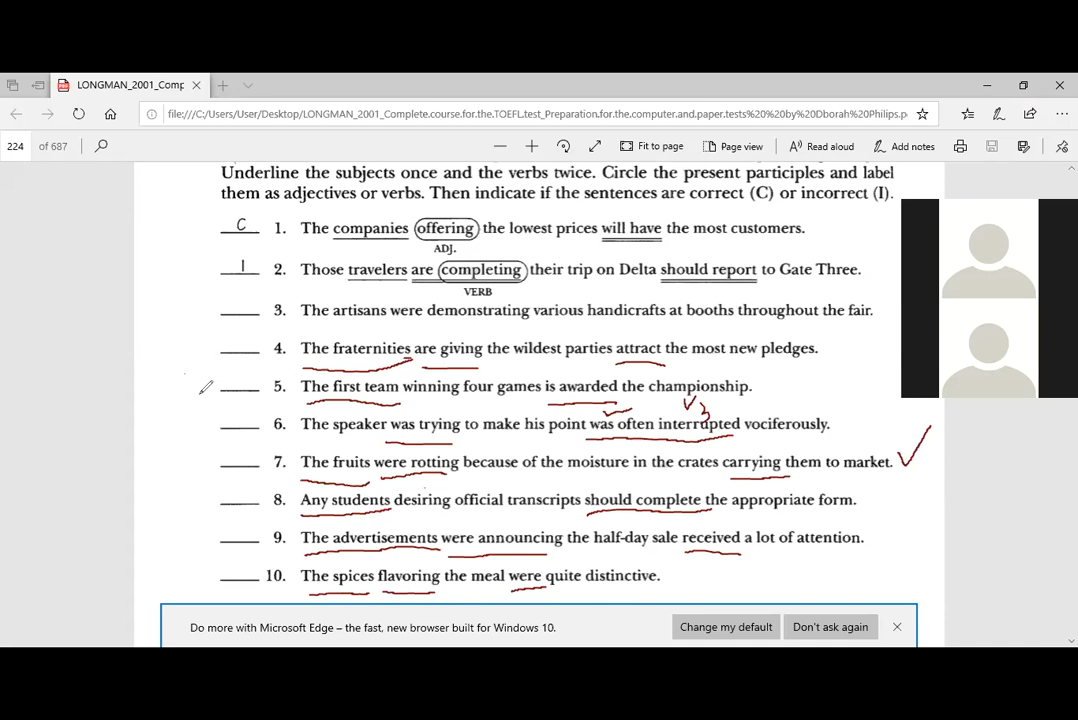 LONGMAN_2001_Comp
file:///C:/Users/User/Desktop/LONGMAN_2001_Complete.course.for.the.TOEFL.test_Preparation.for.the.computer.and.paper.tests%20%20by%20Dborah%20Philips.p
224 of 687 Fit to page Page view Read aloud Add notes
Underline the subjects once and the verbs twice. Circle the present participles and label
them as adjectives or verbs. Then indicate if the sentences are correct (C) or incorrect (I).
C 1. The companies offering the lowest prices will have the most customers.
ADJ.
I 2. Those travelers are completing their trip on Delta should report to Gate Three.
VERB
3. The artisans were demonstrating various handicrafts at booths throughout the fair.
4. The fraternities are giving the wildest parties attract the most new pledges.
5. The first team winning four games is awarded the championship.
V3
6. The speaker was trying to make his point was often interrupted vociferously.
7. The fruits were rotting because of the moisture in the crates carrying them to market.
8. Any students desiring official transcripts should complete the appropriate form.
9. The advertisements were announcing the half-day sale received a lot of attention.
10. The spices flavoring the meal were quite distinctive.
Do more with Microsoft Edge – the fast, new browser built for Windows 10. Change my default Don't ask again